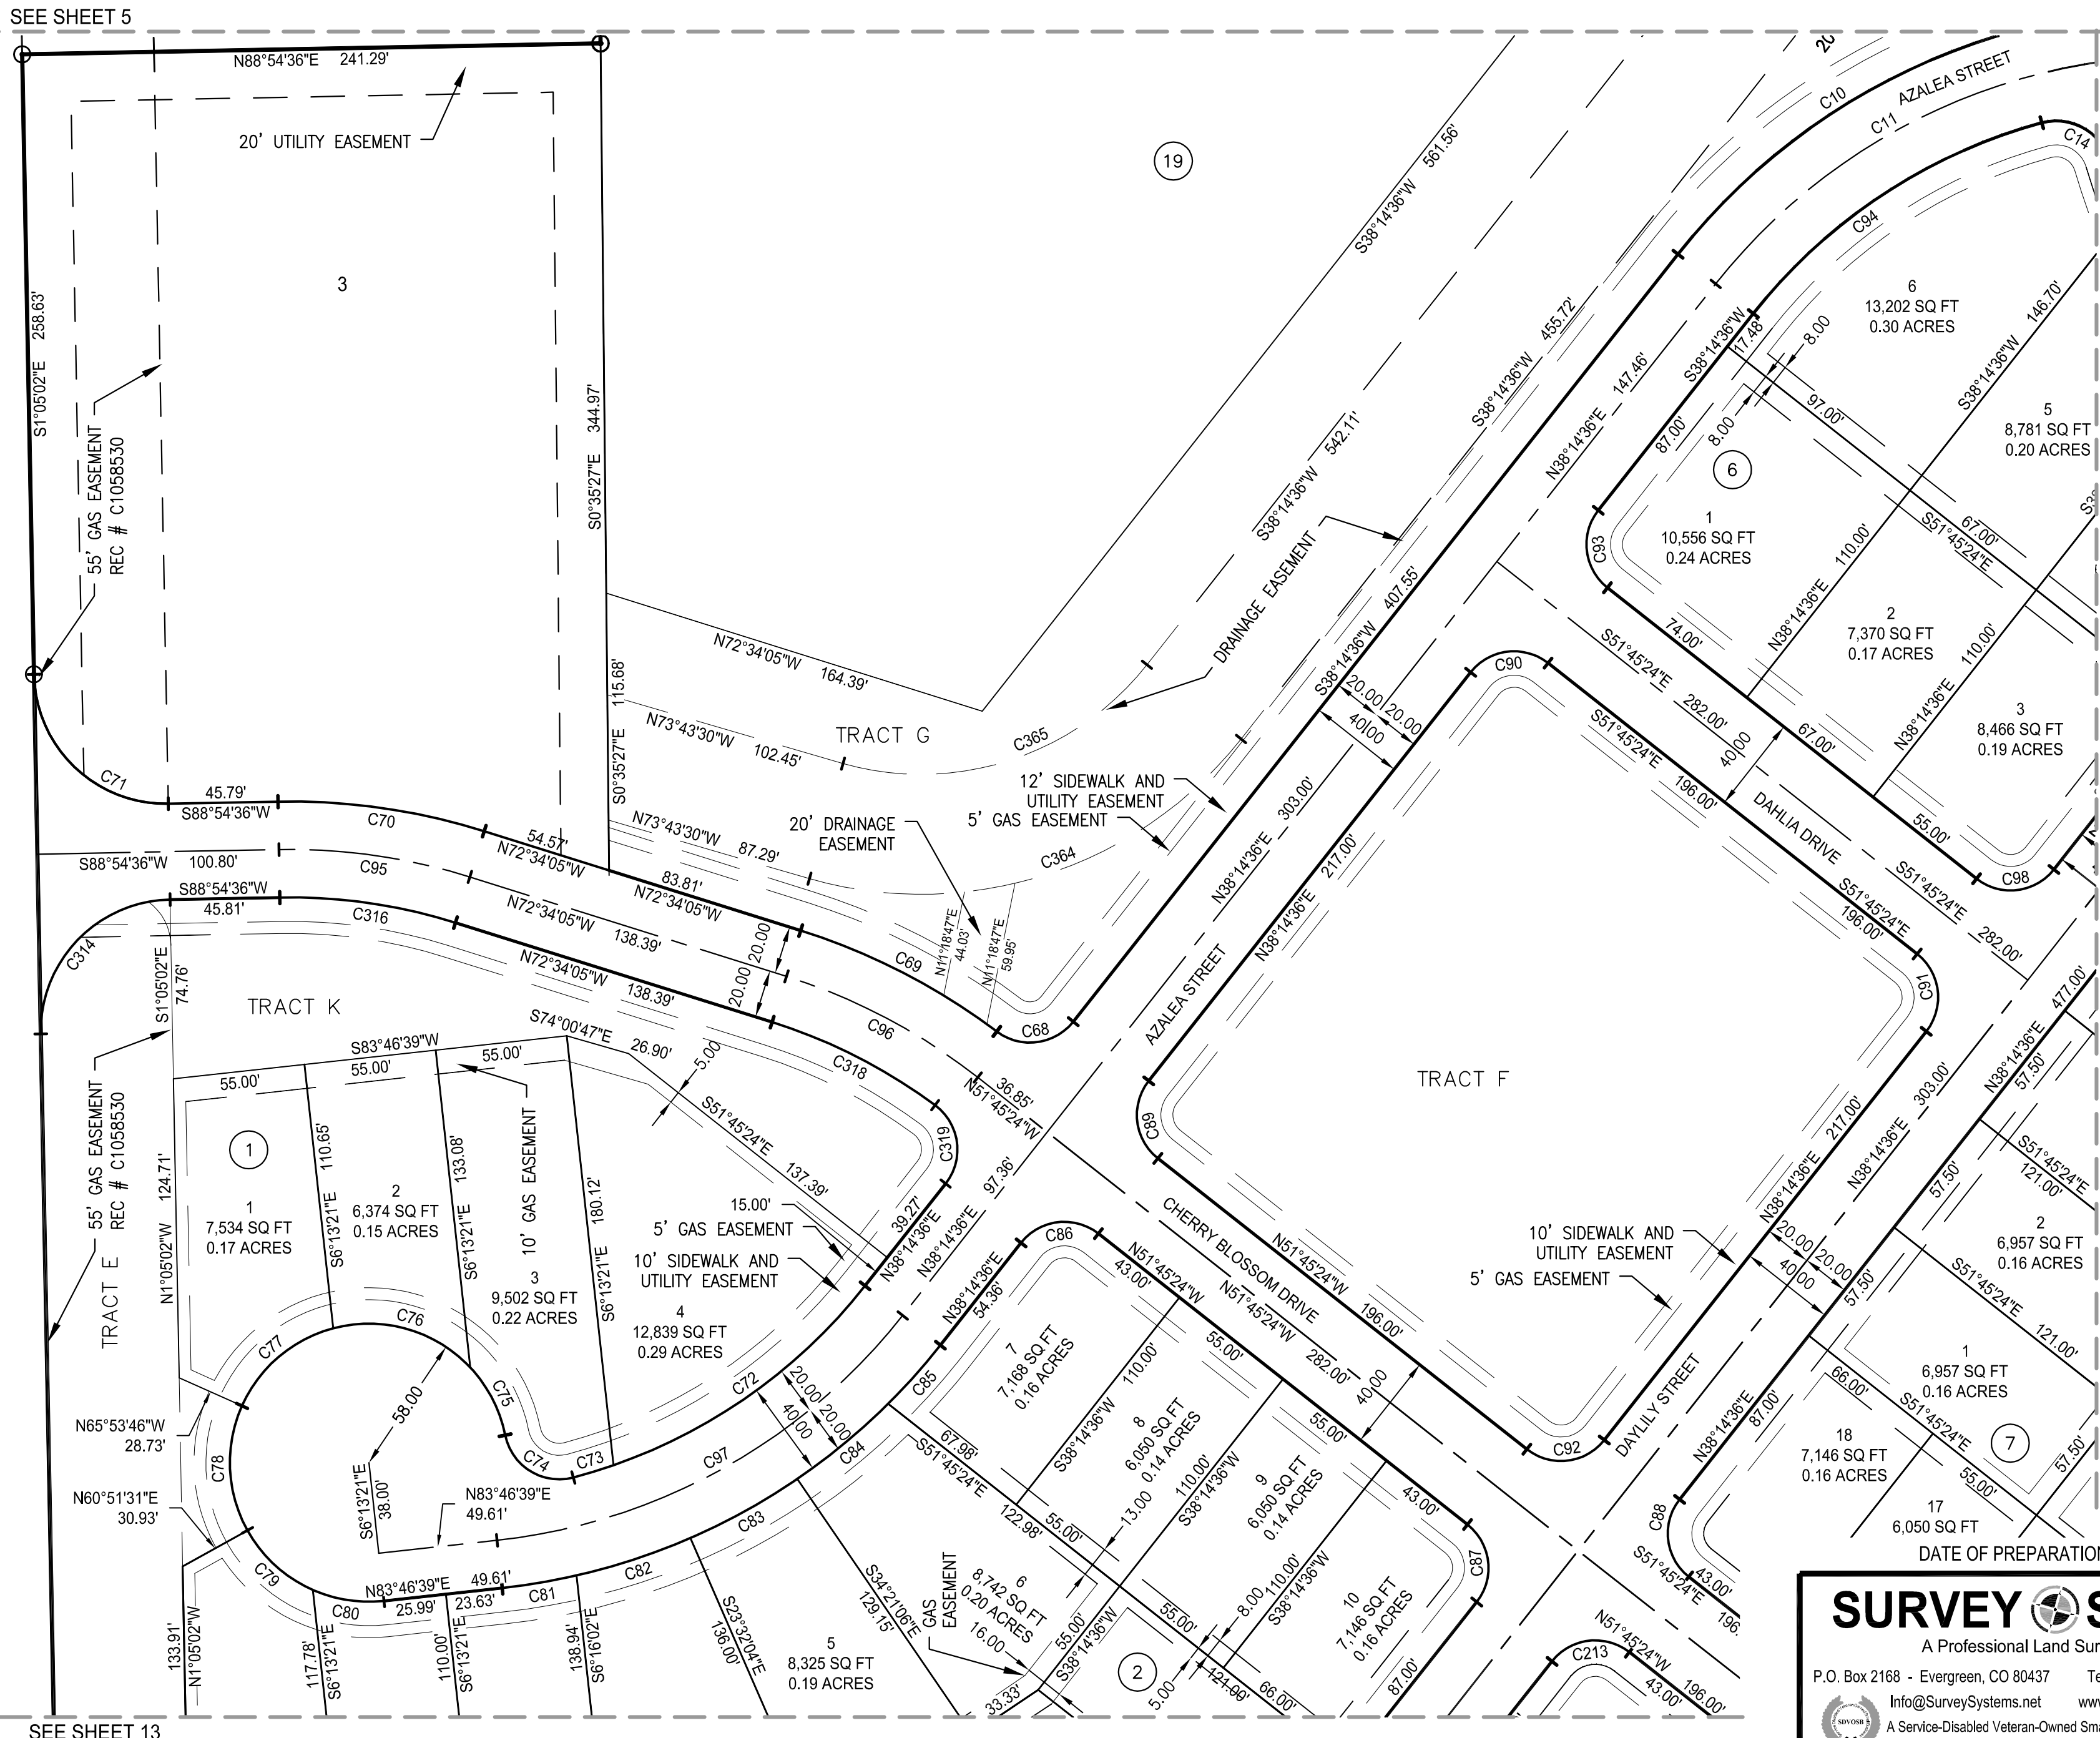 SEE SHEET 5
N88°54'36"E 241.29'
20' UTILITY EASEMENT
3
19
S1°05'02"E 258.63'
55' GAS EASEMENT
REC # C1058530
S0°35'27"E 344.97'
S38°14'36"W 561.56'
S38°14'36"W 542.11'
S38°14'36"W 455.72'
S38°14'36"W 407.55'
DRAINAGE EASEMENT
20
AZALEA STREET
C10
C11
C14
C94
N38°14'36"E 147.46'
S38°14'36"W
17.48'
8.00
8.00
6
13,202 SQ FT
0.30 ACRES
S38°14'36"W 146.70'
5
8,781 SQ FT
0.20 ACRES
97.00'
87.00'
6
1
10,556 SQ FT
0.24 ACRES
C93
N38°14'36"E 110.00'
67.00'
S51°45'24"E
2
7,370 SQ FT
0.17 ACRES
N38°14'36"E 110.00'
3
8,466 SQ FT
0.19 ACRES
74.00'
67.00'
55.00'
C98
S51°45'24"E 282.00'
40.00
DAHLIA DRIVE
S51°45'24"E 282.00'
C90
S51°45'24"E 196.00'
S51°45'24"E
196.00'
C91
N72°34'05"W 164.39'
S0°35'27"E 115.68'
N73°43'30"W 102.45'
TRACT G
C365
N73°43'30"W 87.29'
20' DRAINAGE
EASEMENT
C364
12' SIDEWALK AND
UTILITY EASEMENT
5' GAS EASEMENT
N11°18'47"E
44.03'
N11°18'47"E
59.95'
20.00
20.00
40.00
N38°14'36"E 303.00'
N38°14'36"E 217.00'
AZALEA STREET
C71
45.79'
S88°54'36"W
C70
54.57'
N72°34'05"W
83.81'
N72°34'05"W
S88°54'36"W 100.80'
C95
N72°34'05"W 138.39'
20.00
20.00
C69
C68
S88°54'36"W
45.81'
C316
C314
N72°34'05"W 138.39'
C96
36.85'
N51°45'24"W
S1°05'02"E
74.76'
TRACT K
S74°00'47"E
26.90'
5.00
C318
C319
S83°46'39"W
55.00'
55.00'
55.00'
S51°45'24"E 137.39'
55' GAS EASEMENT
REC # C1058530
TRACT E
N1°05'02"W 124.71'
1
1
7,534 SQ FT
0.17 ACRES
S6°13'21"E 110.65'
2
6,374 SQ FT
0.15 ACRES
S6°13'21"E 133.08'
10' GAS EASEMENT
3
9,502 SQ FT
0.22 ACRES
S6°13'21"E 180.12'
4
12,839 SQ FT
0.29 ACRES
15.00'
5' GAS EASEMENT
10' SIDEWALK AND
UTILITY EASEMENT
39.27'
N38°14'36"E
N38°14'36"E 97.36'
C89
TRACT F
CHERRY BLOSSOM DRIVE
N51°45'24"W 196.00'
N51°45'24"W 282.00'
40.00
C86
N51°45'24"W
43.00'
N38°14'36"E
54.36'
55.00'
55.00'
43.00'
C87
C92
10' SIDEWALK AND
UTILITY EASEMENT
5' GAS EASEMENT
N38°14'36"E 217.00'
20.00
20.00
40.00
DAYLILY STREET
N38°14'36"E 303.00'
N38°14'36"E 477.00'
57.50'
57.50'
57.50'
S51°45'24"E
121.00'
2
6,957 SQ FT
0.16 ACRES
S51°45'24"E 121.00'
1
6,957 SQ FT
0.16 ACRES
N38°14'36"E 87.00'
66.00'
S51°45'24"E
55.00'
7
57.50'
18
7,146 SQ FT
0.16 ACRES
17
6,050 SQ FT
C88
S51°45'24"E
43.00'
196.
C77
C76
C75
58.00
C74
C73
C72
20.00
20.00
40.00
C85
C84
C97
C78
N65°53'46"W
28.73'
N60°51'31"E
30.93'
S6°13'21"E
38.00'
N83°46'39"E
49.61'
C79
C80
N83°46'39"E 49.61'
25.99'
23.63'
C81
C82
C83
133.91'
N1°05'02"W
117.78'
S6°13'21"E
110.00'
S6°13'21"E
138.94'
S6°16'02"E
S23°32'04"E
136.00'
5
8,325 SQ FT
0.19 ACRES
S34°21'06"E
129.15'
7
7,168 SQ FT
0.16 ACRES
S38°14'36"W 110.00'
67.98'
S51°45'24"E 122.98'
8
6,050 SQ FT
0.14 ACRES
S38°14'36"W 110.00'
9
6,050 SQ FT
0.14 ACRES
S38°14'36"W 110.00'
10
7,146 SQ FT
0.16 ACRES
87.00'
55.00'
13.00
6
8,742 SQ FT
0.20 ACRES
16.00
GAS
EASEMENT
55.00'
S38°14'36"W
33.33'
2
55.00'
8.00
5.00
121.00'
66.00'
C213
N51°45'24"W
43.00'
196.00'
DATE OF PREPARATION
SURVEY S
A Professional Land Sur
P.O. Box 2168 - Evergreen, CO 80437 Te
Info@SurveySystems.net www
SDVOSB
A Service-Disabled Veteran-Owned Sma
SEE SHEET 13